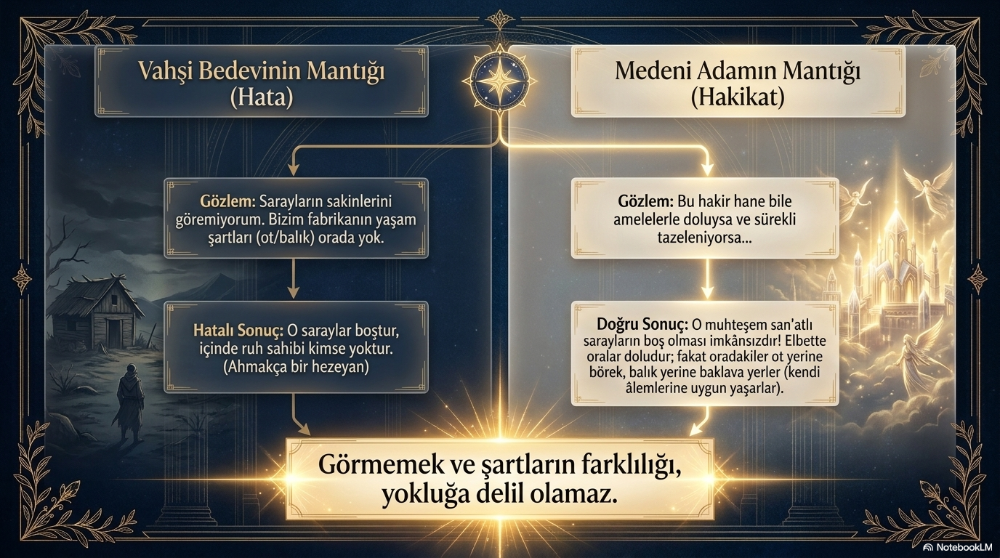 Vahşi Bedevinin Mantığı
(Hata)
Medeni Adamın Mantığı
(Hakikat)
Gözlem: Sarayların sakinlerini
göremiyorum. Bizim fabrikanın yaşam
şartları (ot/balık) orada yok.
Gözlem: Bu hakir hane bile
amelelerle doluysa ve sürekli
tazeleniyorsa...
Hatalı Sonuç: O saraylar boştur,
içinde ruh sahibi kimse yoktur.
(Ahmakça bir hezeyan)
Doğru Sonuç: O muhteşem san'atlı
sarayların boş olması imkânsızdır! Elbette
oralar doludur; fakat oradakiler ot yerine
börek, balık yerine baklava yerler (kendi
âlemlerine uygun yaşarlar).
Görmemek ve şartların farklılığı,
yokluğa delil olamaz.
NotebookLM